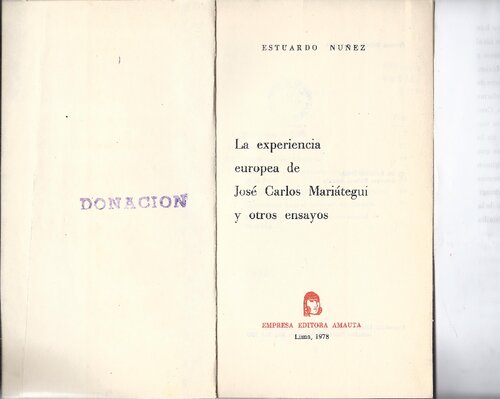 DONACION
ESTUARDO NUÑEZ
La experiencia
europea de
José Carlos Mariátegui
y otros ensayos
EMPRESA EDITORA AMAUTA
Lima, 1978